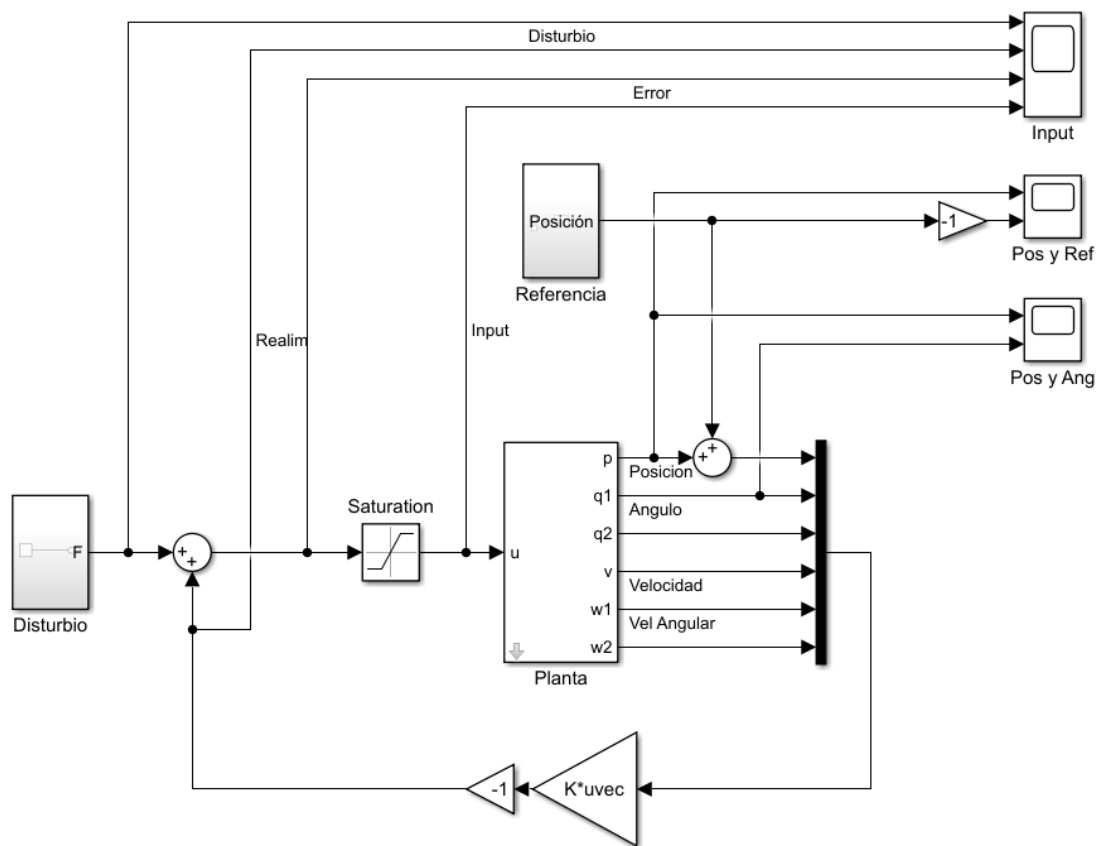 Disturbio
Error
Input
Posición
-1
Pos y Ref
Referencia
Realim
Input
Pos y Ang
p
Posicion
q1
Angulo
Saturation
q2
F
u
v
Velocidad
w1
Vel Angular
w2
Disturbio
Planta
-1
K*uvec